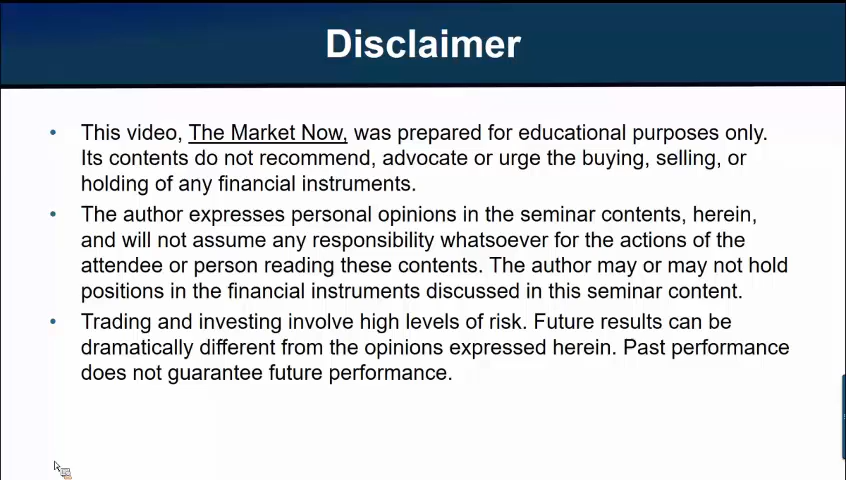 Disclaimer
• This video, The Market Now, was prepared for educational purposes only.
Its contents do not recommend, advocate or urge the buying, selling, or
holding of any financial instruments.
• The author expresses personal opinions in the seminar contents, herein,
and will not assume any responsibility whatsoever for the actions of the
attendee or person reading these contents. The author may or may not hold
positions in the financial instruments discussed in this seminar content.
• Trading and investing involve high levels of risk. Future results can be
dramatically different from the opinions expressed herein. Past performance
does not guarantee future performance.